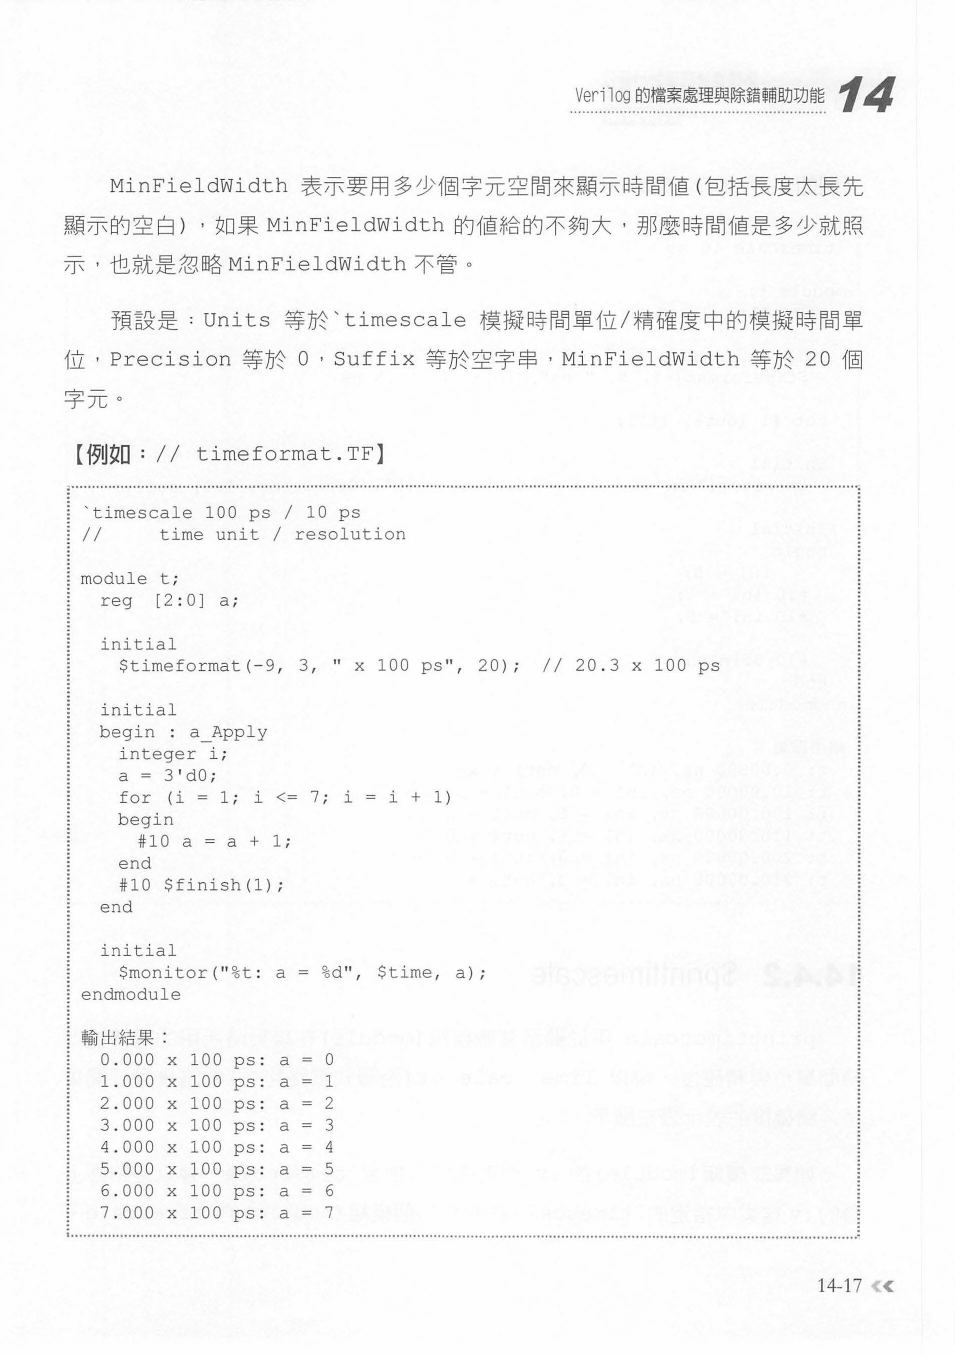 Verilog 的檔案處理與除錯輔助功能 14
MinFieldWidth 表示要用多少個字元空間來顯示時間值(包括長度太長先
顯示的空白)，如果 MinFieldWidth 的值給的不夠大，那麼時間值是多少就照
示，也就是忽略 MinFieldWidth 不管。
預設是：Units 等於`timescale 模擬時間單位/精確度中的模擬時間單
位，Precision 等於 0，Suffix 等於空字串，MinFieldWidth 等於 20 個
字元。
【例如：// timeformat.TF】
`timescale 100 ps / 10 ps
//      time unit / resolution
module t;
  reg  [2:0] a;
  initial
    $timeformat(-9, 3, " x 100 ps", 20);  // 20.3 x 100 ps
  initial
  begin : a_Apply
    integer i;
    a = 3'd0;
    for (i = 1; i <= 7; i = i + 1)
    begin
      #10 a = a + 1;
    end
    #10 $finish(1);
  end
  initial
    $monitor("%t: a = %d", $time, a);
endmodule
輸出結果：
  0.000 x 100 ps: a = 0
  1.000 x 100 ps: a = 1
  2.000 x 100 ps: a = 2
  3.000 x 100 ps: a = 3
  4.000 x 100 ps: a = 4
  5.000 x 100 ps: a = 5
  6.000 x 100 ps: a = 6
  7.000 x 100 ps: a = 7
14-17